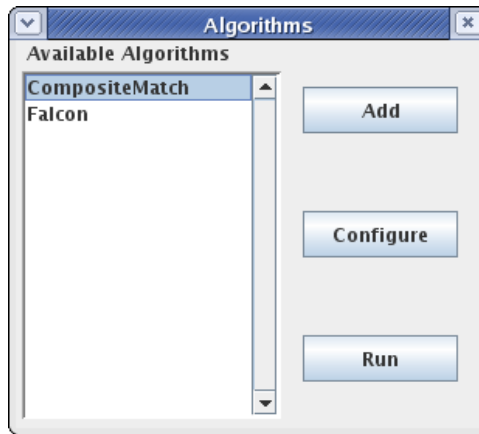 Algorithms
Available Algorithms
CompositeMatch
Falcon
Add
Configure
Run